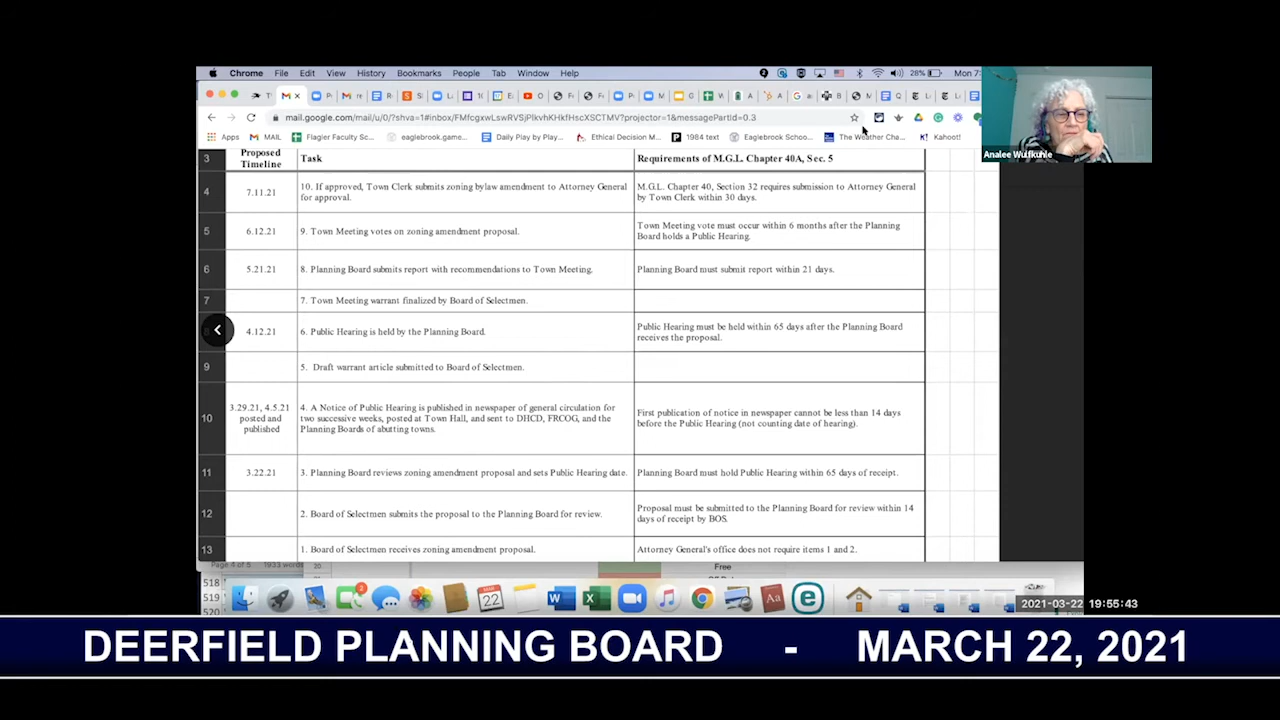 Chrome File Edit View History Bookmarks People Tab Window Help 28% Mon 7:
mail.google.com/mail/u/0/?shva=1#inbox/FMfcgxwLswRVSjPlkvhHKkfHscXSCTMV?projector=1&messagePartId=0.3
Apps MAIL Flagler Faculty Sc... eaglebrook.game... Daily Play by Play... Ethical Decision M... 1984 text Eaglebrook Schoo... The Weather Cha... Kahoot!
Analee Wulfkuhle
3 Proposed Timeline Task Requirements of M.G.L. Chapter 40A, Sec. 5
4 7.11.21 10. If approved, Town Clerk submits zoning bylaw amendment to Attorney General
for approval.
M.G.L. Chapter 40, Section 32 requires submission to Attorney General
by Town Clerk within 30 days.
5 6.12.21 9. Town Meeting votes on zoning amendment proposal.
Town Meeting vote must occur within 6 months after the Planning
Board holds a Public Hearing.
6 5.21.21 8. Planning Board submits report with recommendations to Town Meeting. Planning Board must submit report within 21 days.
7 7. Town Meeting warrant finalized by Board of Selectmen.
4.12.21 6. Public Hearing is held by the Planning Board.
Public Hearing must be held within 65 days after the Planning Board
receives the proposal.
9 5. Draft warrant article submitted to Board of Selectmen.
10 3.29.21, 4.5.21
posted and
published
4. A Notice of Public Hearing is published in newspaper of general circulation for
two successive weeks, posted at Town Hall, and sent to DHCD, FRCOG, and the
Planning Boards of abutting towns.
First publication of notice in newspaper cannot be less than 14 days
before the Public Hearing (not counting date of hearing).
11 3.22.21 3. Planning Board reviews zoning amendment proposal and sets Public Hearing date. Planning Board must hold Public Hearing within 65 days of receipt.
12 2. Board of Selectmen submits the proposal to the Planning Board for review.
Proposal must be submitted to the Planning Board for review within 14
days of receipt by BOS.
13 1. Board of Selectmen receives zoning amendment proposal. Attorney General's office does not require items 1 and 2.
Page 4 of 5 1933 words 20 Free
518
519
520
MAR
22
2021-03-22 19:55:43
DEERFIELD PLANNING BOARD - MARCH 22, 2021